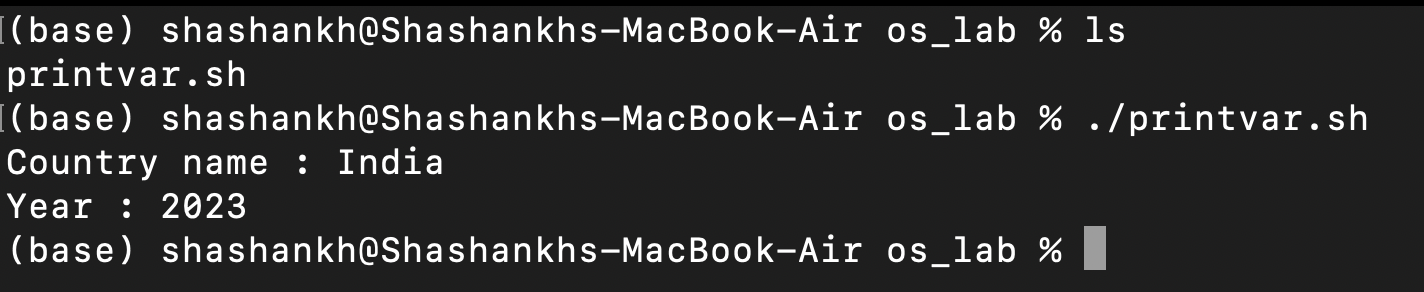 (base) shashankh@Shashankhs-MacBook-Air os_lab % ls
printvar.sh
(base) shashankh@Shashankhs-MacBook-Air os_lab % ./printvar.sh
Country name : India
Year : 2023
(base) shashankh@Shashankhs-MacBook-Air os_lab %